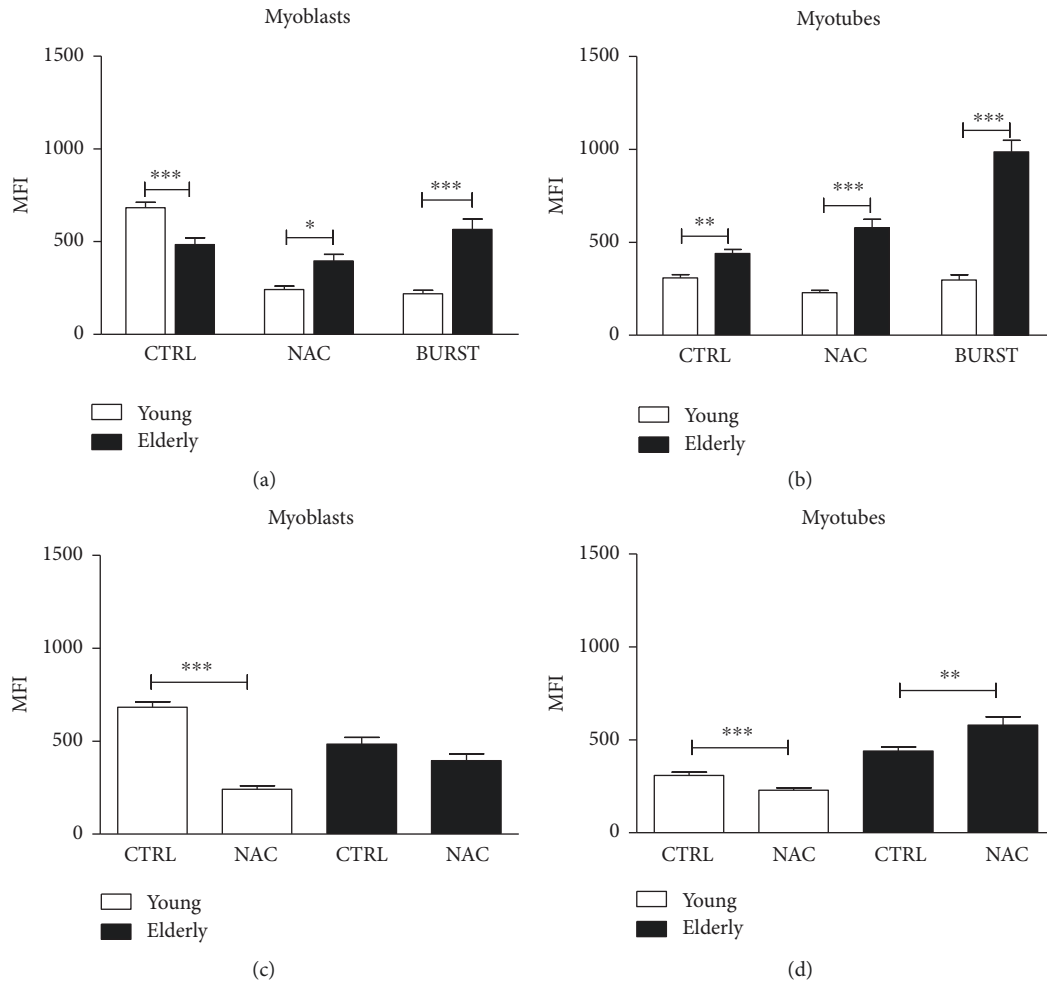 Myoblasts
1500
1000
500
0
MFI
***
*
***
CTRL NAC BURST
Young
Elderly
(a)
Myotubes
1500
1000
500
0
MFI
**
***
***
CTRL NAC BURST
Young
Elderly
(b)
Myoblasts
1500
1000
500
0
MFI
***
CTRL NAC CTRL NAC
Young
Elderly
(c)
Myotubes
1500
1000
500
0
MFI
***
**
CTRL NAC CTRL NAC
Young
Elderly
(d)